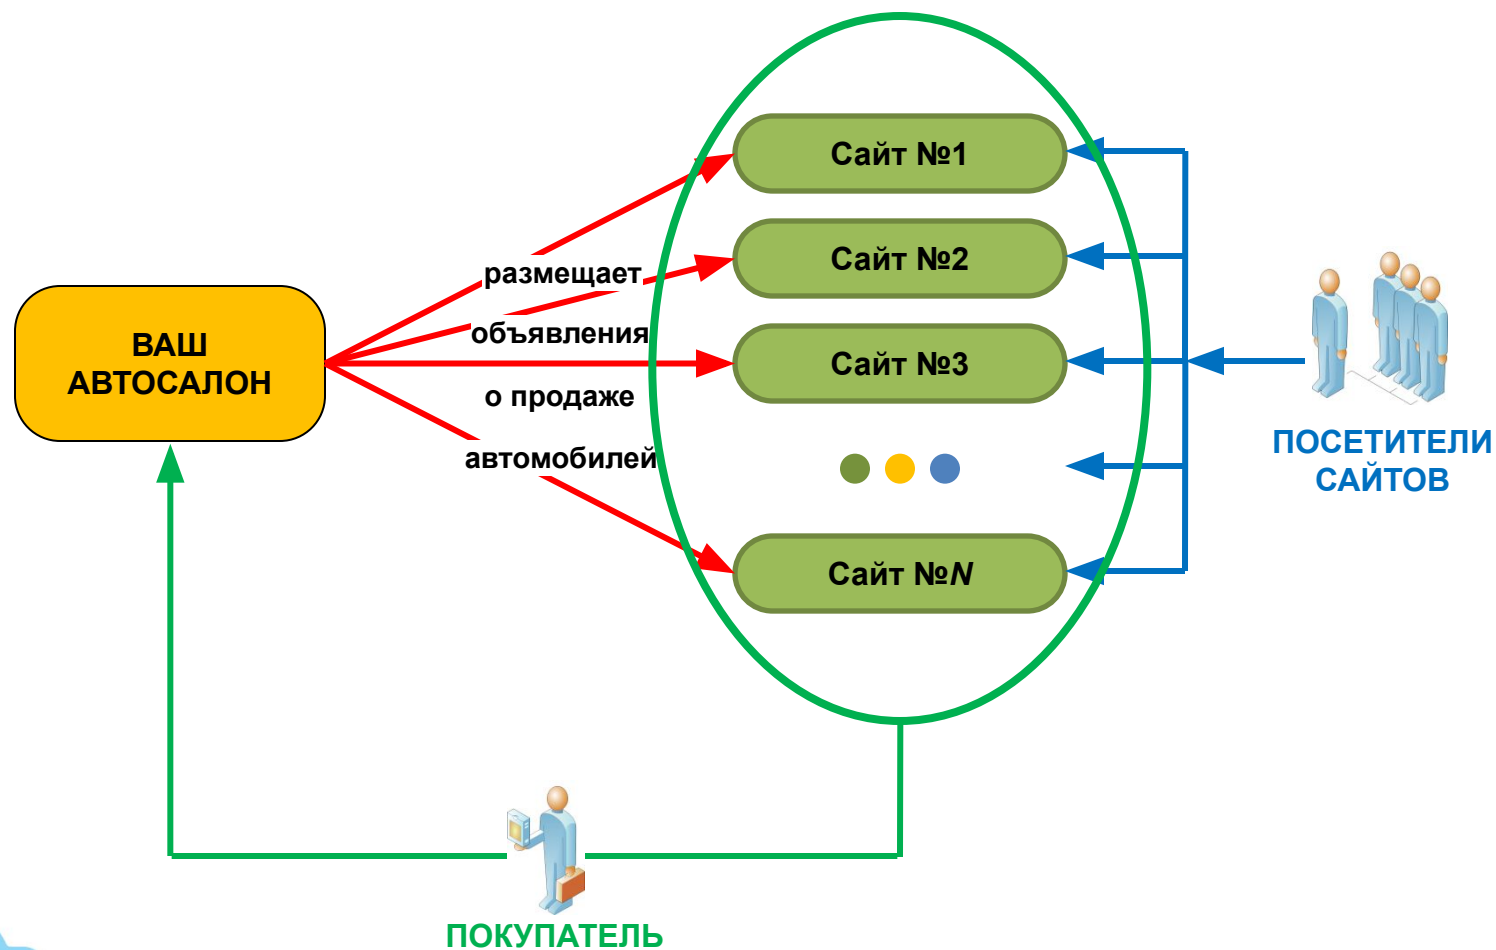 Сайт №1
Сайт №2
размещает
ВАШ
АВТОСАЛОН
объявления
Сайт №3
о продаже
автомобилей
ПОСЕТИТЕЛИ
САЙТОВ
Сайт №N
ПОКУПАТЕЛЬ